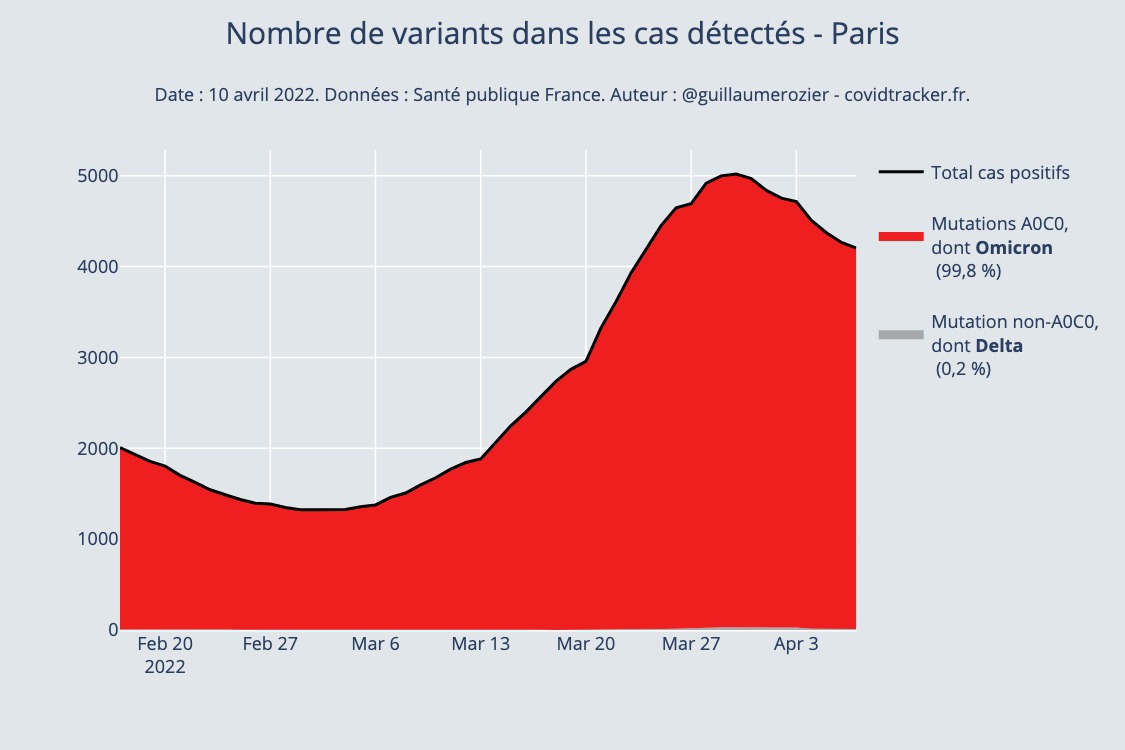 Nombre de variants dans les cas détectés - Paris
Date : 10 avril 2022. Données : Santé publique France. Auteur : @guillaumerozier - covidtracker.fr.
5000
4000
3000
2000
1000
0
Feb 20 Feb 27 Mar 6 Mar 13 Mar 20 Mar 27 Apr 3
2022
Total cas positifs
Mutations A0C0,
dont Omicron
(99,8 %)
Mutation non-A0C0,
dont Delta
(0,2 %)